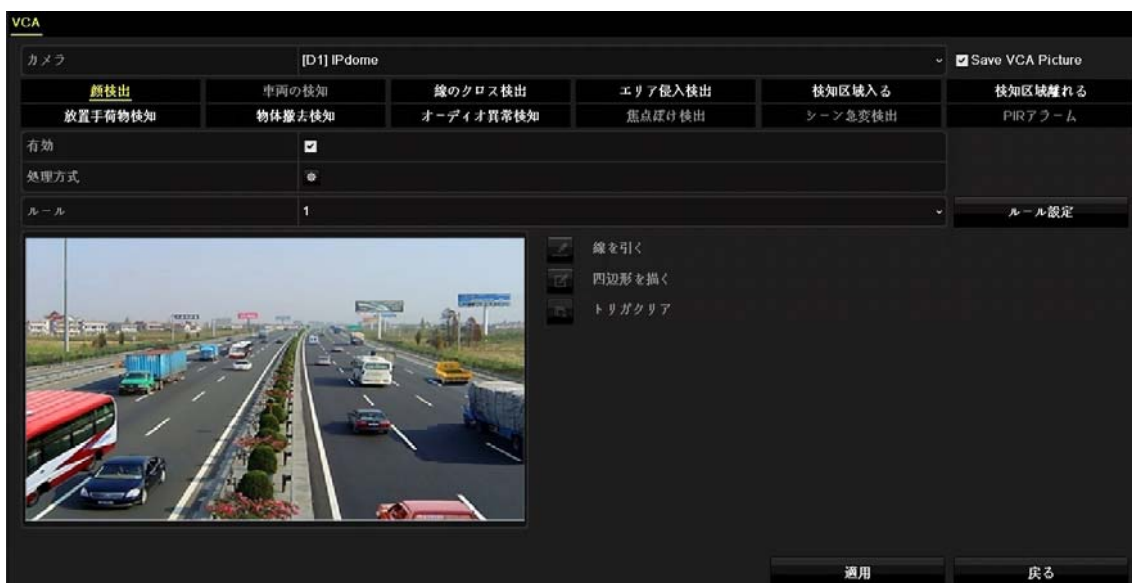 VCA
カメラ [D1] IPdome Save VCA Picture
顔検出 車両の検知 線のクロス検出 エリア侵入検出 検知区域入る 検知区域離れる
放置手荷物検知 物体撤去検知 オーディオ異常検知 焦点ぼけ検出 シーン急変検出 PIRアラーム
有効
処理方式
ルール 1 ルール設定
線を引く
四辺形を描く
トリガクリア
適用 戻る